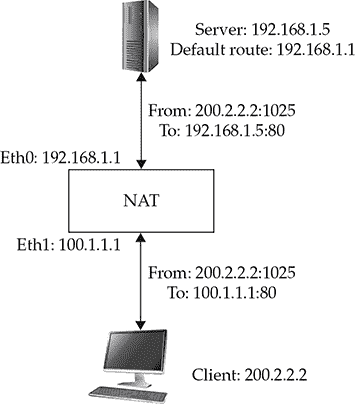 Server: 192.168.1.5
Default route: 192.168.1.1
From: 200.2.2.2:1025
To: 192.168.1.5:80
Eth0: 192.168.1.1
NAT
Eth1: 100.1.1.1
From: 200.2.2.2:1025
To: 100.1.1.1:80
Client: 200.2.2.2